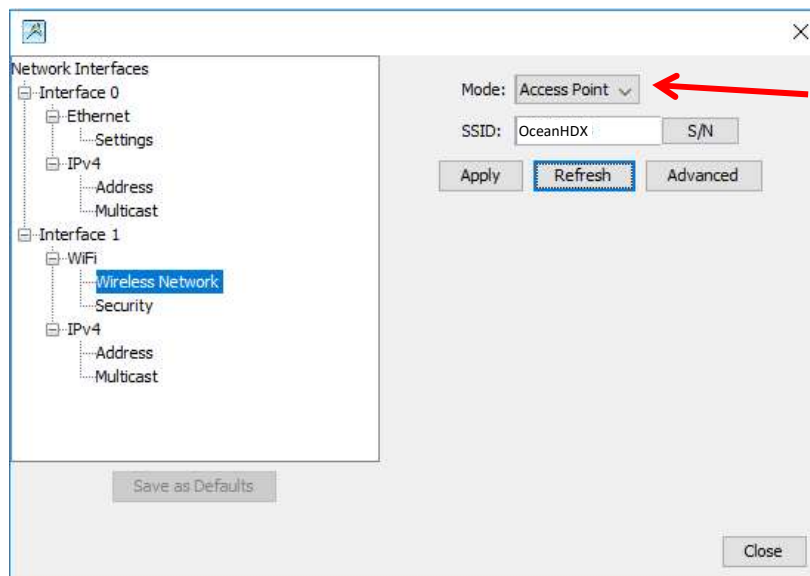 Network Interfaces
Interface 0
Ethernet
Settings
IPv4
Address
Multicast
Interface 1
WiFi
Wireless Network
Security
IPv4
Address
Multicast
Save as Defaults
Mode: Access Point
SSID: OceanHDX S/N
Apply Refresh Advanced
Close